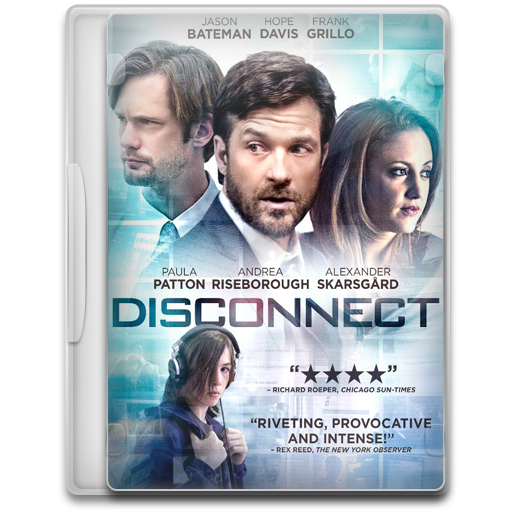 JASON HOPE FRANK
BATEMAN DAVIS GRILLO
PAULA ANDREA ALEXANDER
PATTON RISEBOROUGH SKARSGÅRD
DISCONNECT
“★★★★”
– RICHARD ROEPER, CHICAGO SUN-TIMES
“RIVETING, PROVOCATIVE
AND INTENSE!”
– REX REED, THE NEW YORK OBSERVER